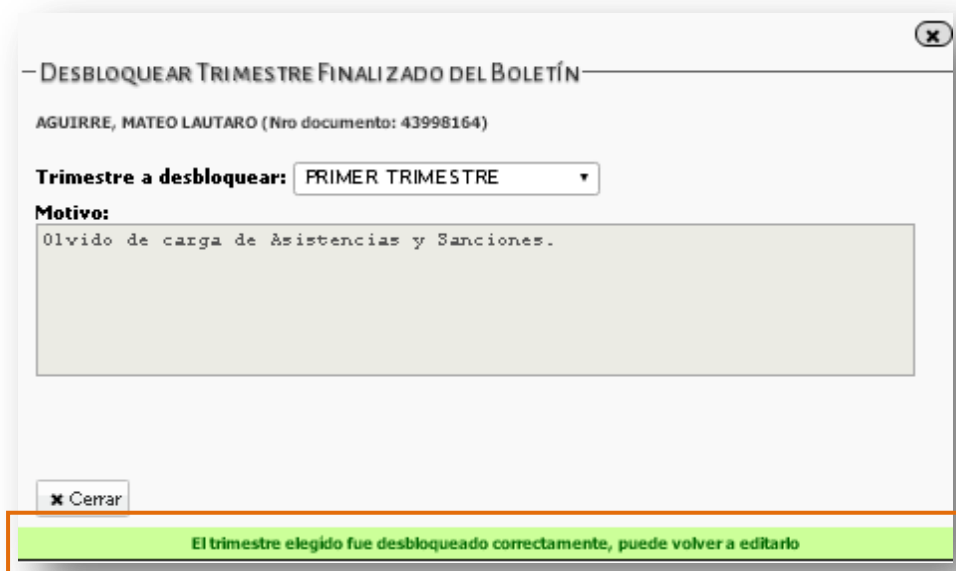 DESBLOQUEAR TRIMESTRE FINALIZADO DEL BOLETÍN
AGUIRRE, MATEO LAUTARO (Nro documento: 43998164)
Trimestre a desbloquear: PRIMER TRIMESTRE
Motivo:
Olvido de carga de Asistencias y Sanciones.
Cerrar
El trimestre elegido fue desbloqueado correctamente, puede volver a editarlo